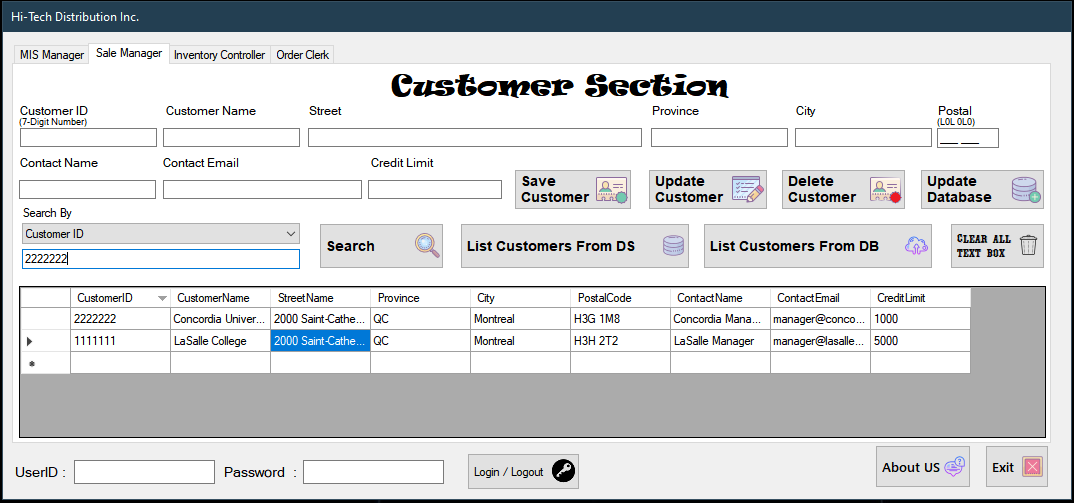 Hi-Tech Distribution Inc.
MIS Manager Sale Manager Inventory Controller Order Clerk
Customer Section
Customer ID Customer Name Street Province City Postal
(7-Digit Number) (L0L 0L0)
___ ___
Contact Name Contact Email Credit Limit
Save Customer Update Customer Delete Customer Update Database
Search By
Customer ID
2222222
Search List Customers From DS List Customers From DB CLEAR ALL TEXT BOX
CustomerID CustomerName StreetName Province City PostalCode ContactName ContactEmail CreditLimit
2222222 Concordia Univer... 2000 Saint-Cathe... QC Montreal H3G 1M8 Concordia Mana... manager@conco... 1000
1111111 LaSalle College 2000 Saint-Cathe... QC Montreal H3H 2T2 LaSalle Manager manager@lasalle... 5000
UserID : Password : Login / Logout About US Exit